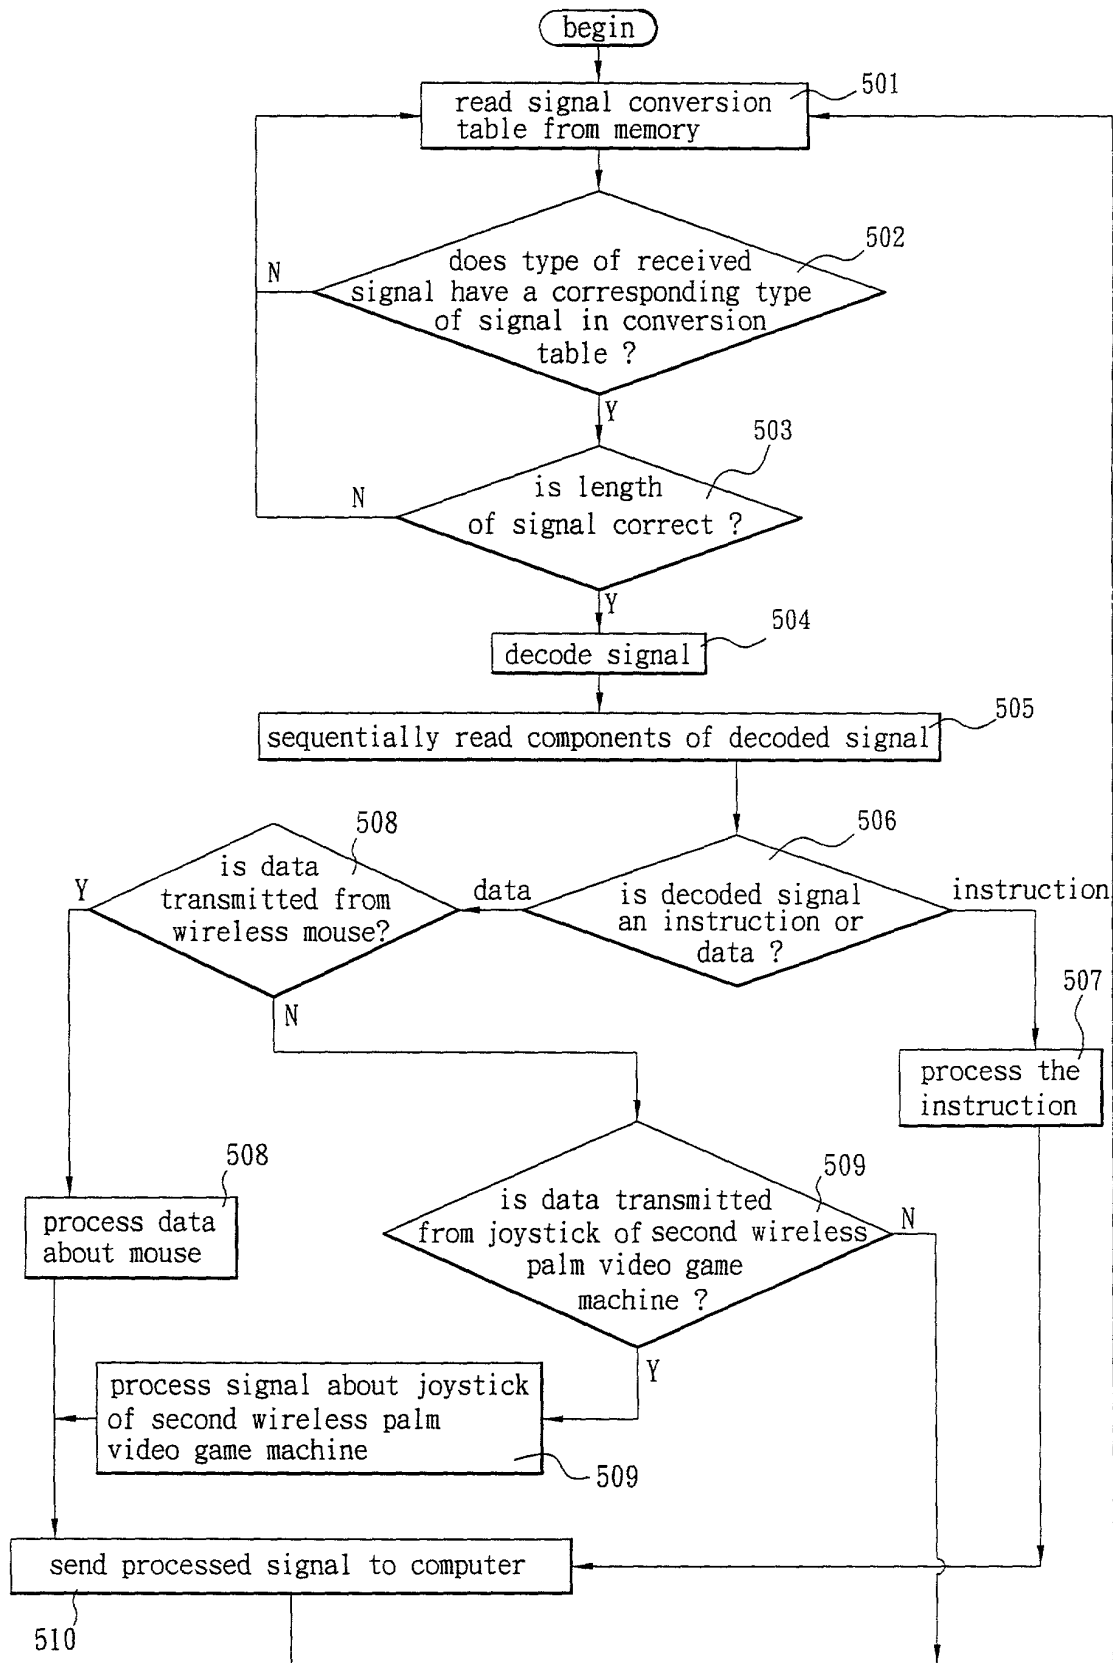 begin
501
read signal conversion
table from memory
502
does type of received
signal have a corresponding type
of signal in conversion
table ?
N
Y
503
is length
of signal correct ?
N
Y
504
decode signal
505
sequentially read components of decoded signal
506
is decoded signal
an instruction or
data ?
data
instruction
508
is data
transmitted from
wireless mouse?
Y
N
507
process the
instruction
508
process data
about mouse
509
is data transmitted
from joystick of second wireless
palm video game
machine ?
N
Y
process signal about joystick
of second wireless palm
video game machine
509
send processed signal to computer
510